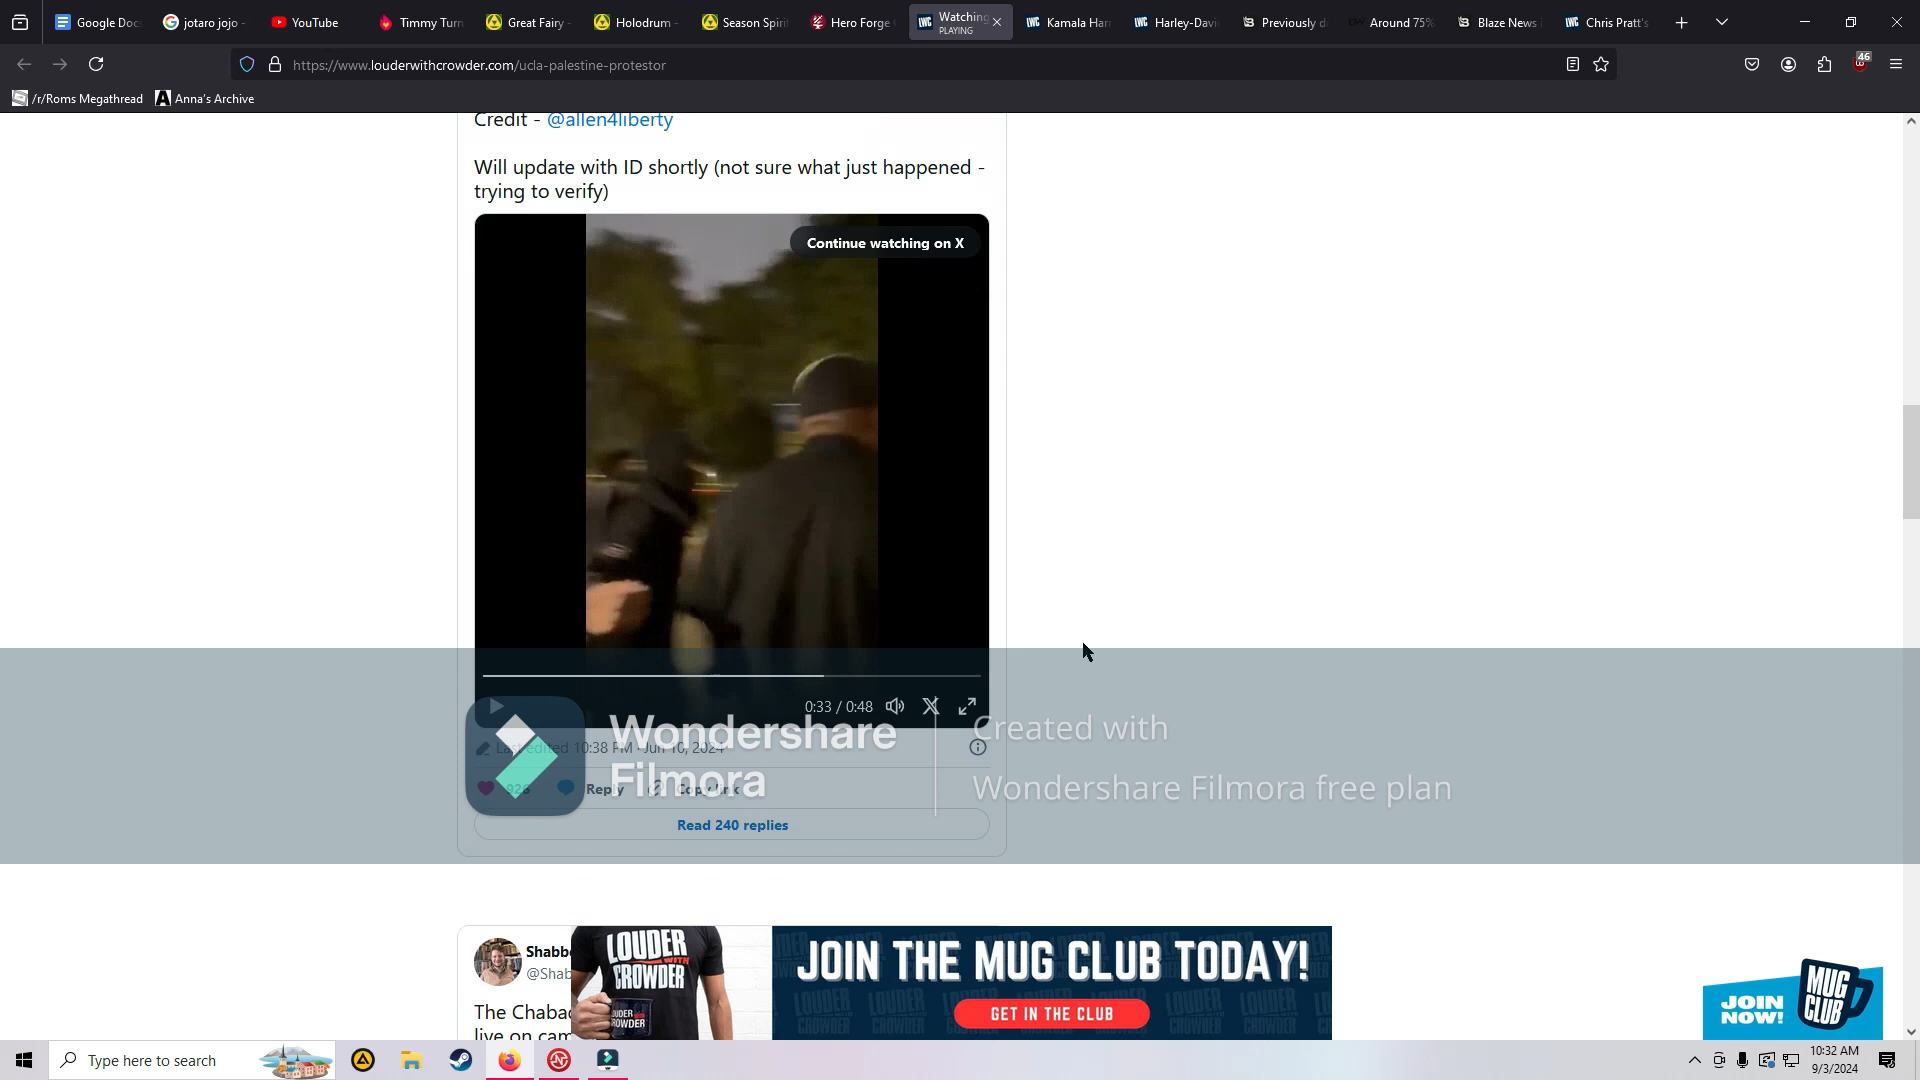 Google Doc
jotaro jojo -
YouTube
Timmy Turn
Great Fairy -
Holodrum -
Season Spiri
Hero Forge
Watching
PLAYING
Kamala Har
Harley-Davi
Previously d
Around 75%
Blaze News
Chris Pratt's
https://www.louderwithcrowder.com/ucla-palestine-protestor
46
/r/Roms Megathread
Anna's Archive
Credit - @allen4liberty
Will update with ID shortly (not sure what just happened -
trying to verify)
Continue watching on X
0:33 / 0:48
Last edited 10:38 PM · Jun 10, 2024
Reply
Copy link
Read 240 replies
Wondershare
Filmora
Created with
Wondershare Filmora free plan
Shabb
@Shab
The Chaba
live on cam
LOUDER
WITH
CROWDER
JOIN THE MUG CLUB TODAY!
GET IN THE CLUB
JOIN
NOW!
MUG
CLUB
Type here to search
10:32 AM
9/3/2024